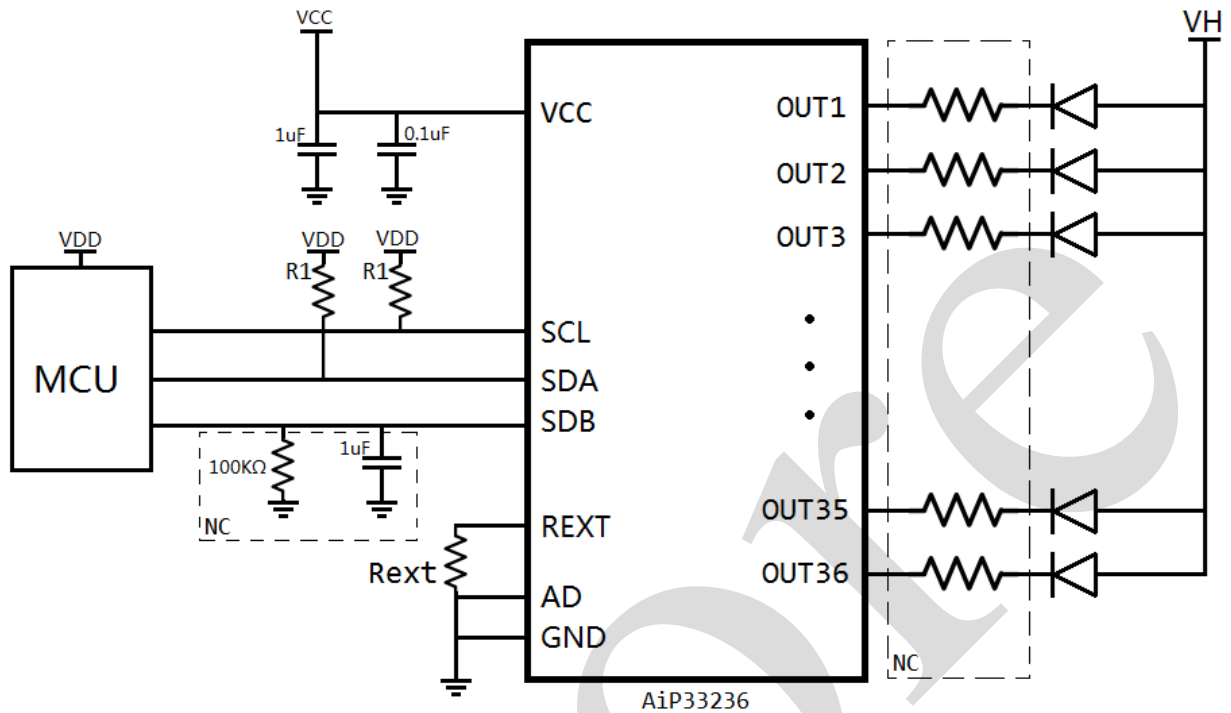 VCC
VH
VCC
1uF
0.1uF
OUT1
OUT2
OUT3
VDD
VDD
VDD
R1
R1
MCU
SCL
SDA
SDB
100KΩ
1uF
NC
REXT
Rext
AD
GND
OUT35
OUT36
NC
AiP33236